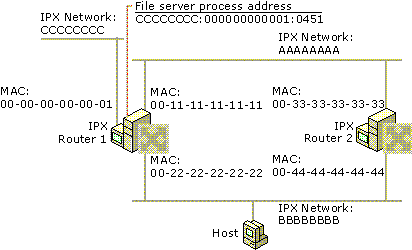 IPX Network:
CCCCCCCC
File server process address
CCCCCCCC:000000000001:0451
IPX Network:
AAAAAAAA
MAC:
00-00-00-00-00-01
MAC:
00-11-11-11-11-11
MAC:
00-33-33-33-33-33
IPX
Router 1
IPX
Router 2
MAC:
00-22-22-22-22-22
MAC:
00-44-44-44-44-44
IPX Network:
BBBBBBBB
Host